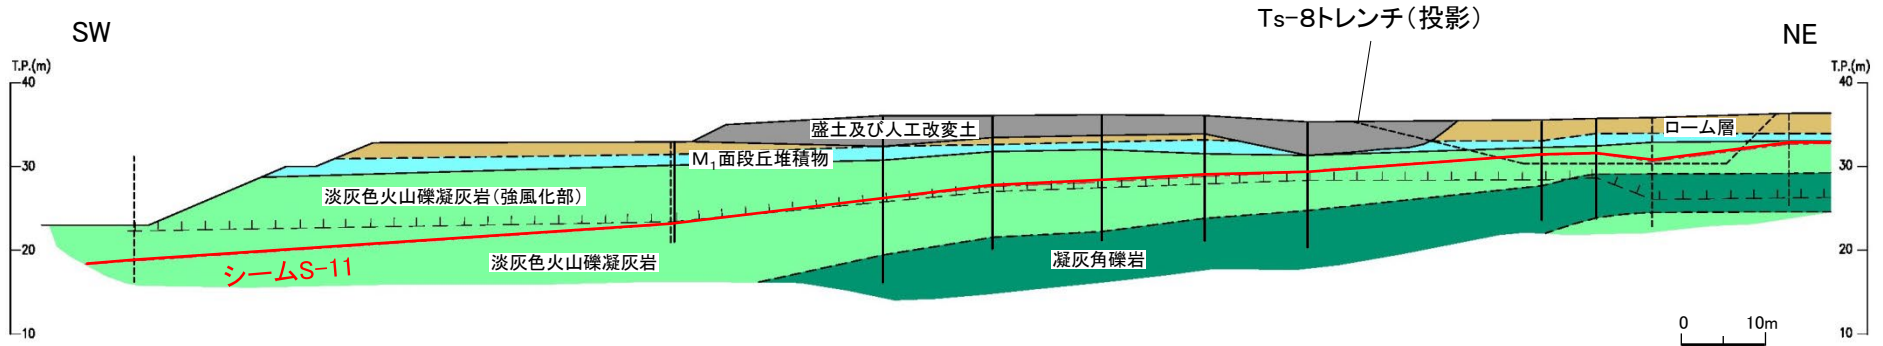 Ts-8トレンチ(投影)
SW
NE
T.P.(m)
T.P.(m)
40
40
盛土及び人工改変土
ローム層
M1面段丘堆積物
30
30
淡灰色火山礫凝灰岩(強風化部)
20
20
シームS-11
淡灰色火山礫凝灰岩
凝灰角礫岩
0 10m
10
10